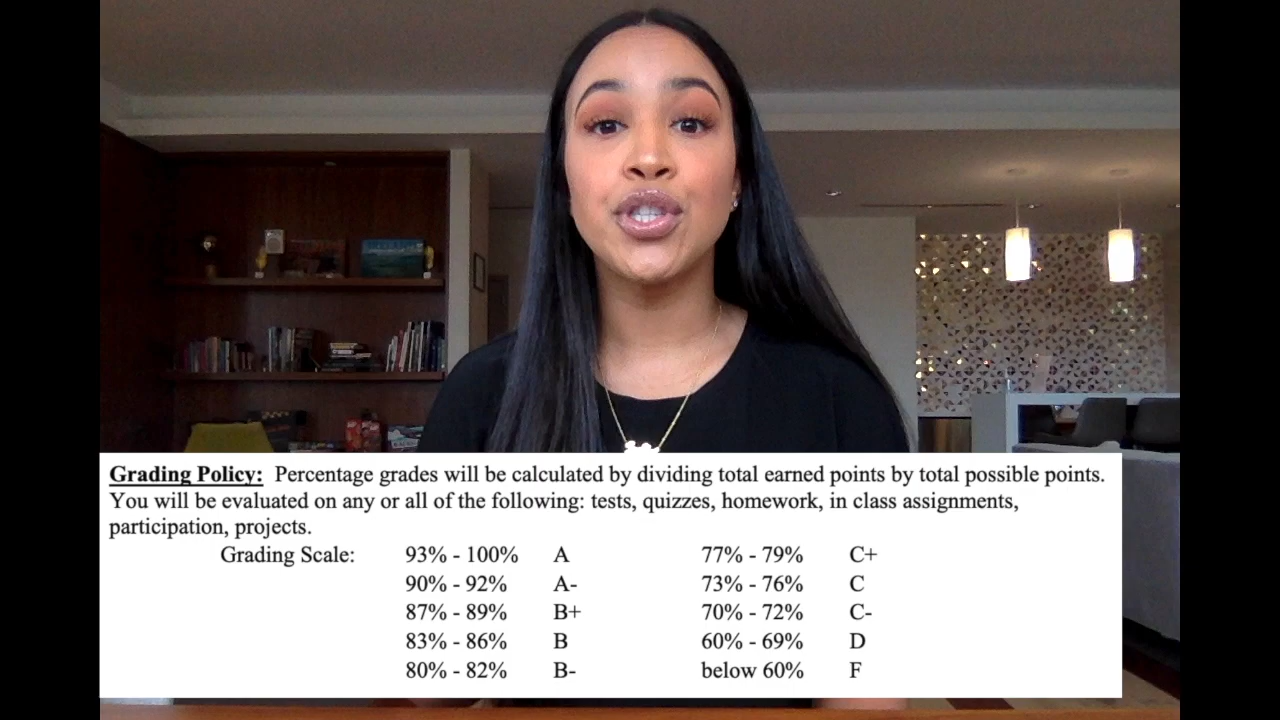 Grading Policy: Percentage grades will be calculated by dividing total earned points by total possible points.
You will be evaluated on any or all of the following: tests, quizzes, homework, in class assignments,
participation, projects.
Grading Scale: 93% - 100% A 77% - 79% C+
90% - 92% A- 73% - 76% C
87% - 89% B+ 70% - 72% C-
83% - 86% B 60% - 69% D
80% - 82% B- below 60% F